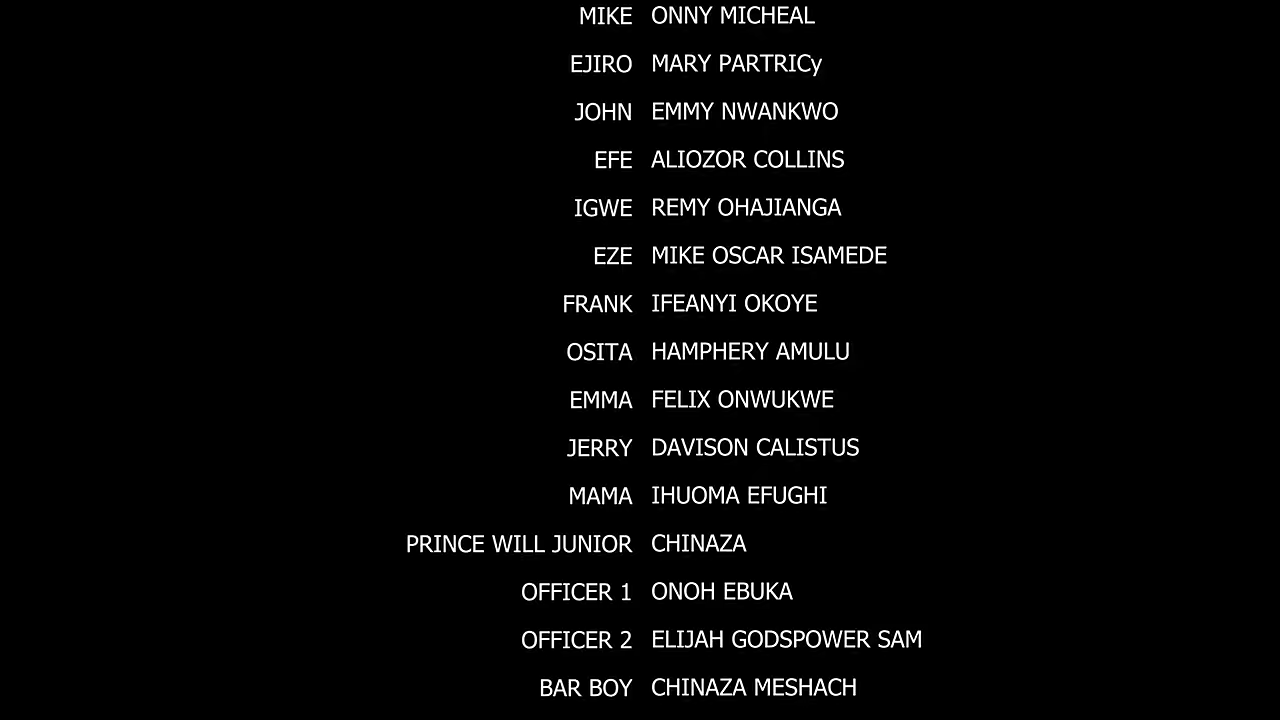 MIKE ONNY MICHEAL
EJIRO MARY PARTRICy
JOHN EMMY NWANKWO
EFE ALIOZOR COLLINS
IGWE REMY OHAJIANGA
EZE MIKE OSCAR ISAMEDE
FRANK IFEANYI OKOYE
OSITA HAMPHERY AMULU
EMMA FELIX ONWUKWE
JERRY DAVISON CALISTUS
MAMA IHUOMA EFUGHI
PRINCE WILL JUNIOR CHINAZA
OFFICER 1 ONOH EBUKA
OFFICER 2 ELIJAH GODSPOWER SAM
BAR BOY CHINAZA MESHACH